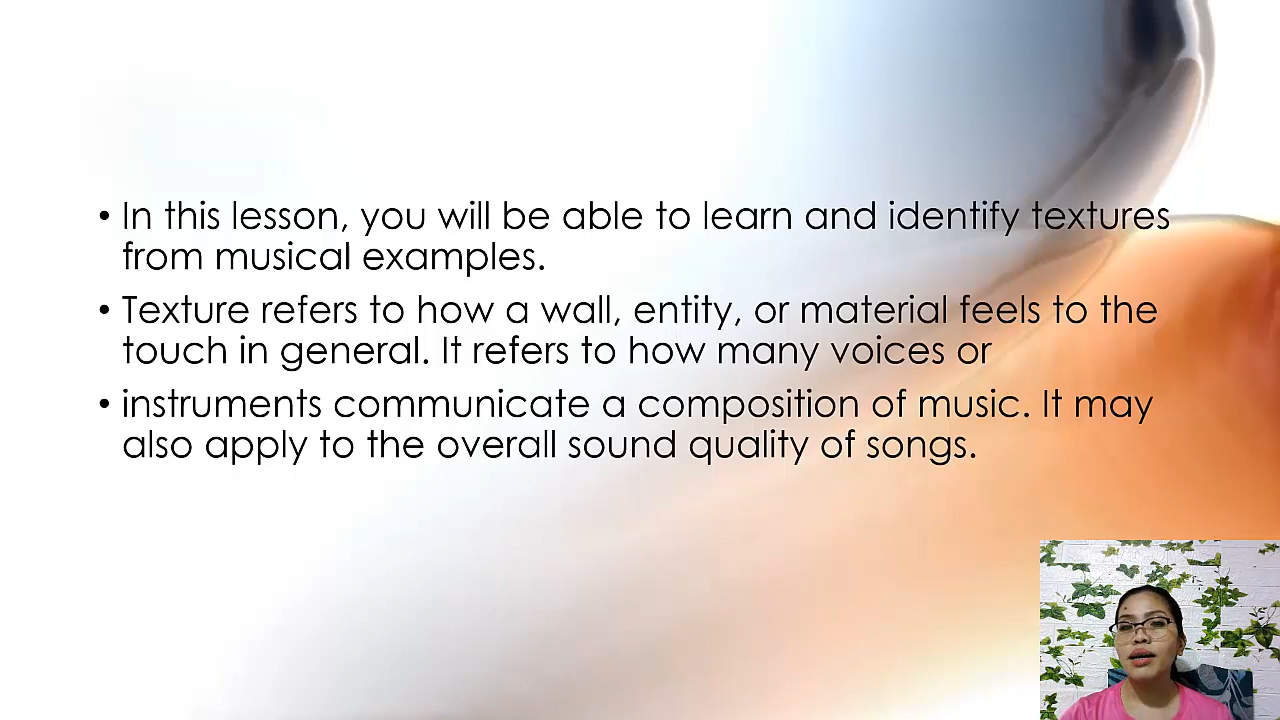 • In this lesson, you will be able to learn and identify textures
from musical examples.
• Texture refers to how a wall, entity, or material feels to the
touch in general. It refers to how many voices or
• instruments communicate a composition of music. It may
also apply to the overall sound quality of songs.